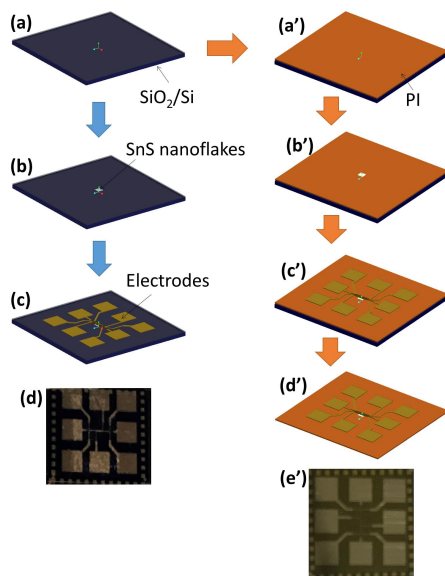 (a)
(a')
SiO₂/Si
PI
(b)
SnS nanoflakes
(b')
(c)
Electrodes
(c')
(d)
(d')
(e')